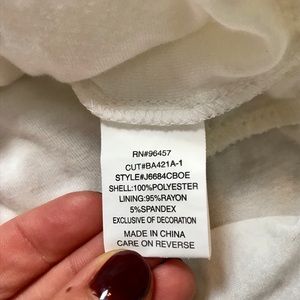 RN#96457
CUT#BA421A-1
STYLE#J6684CBOE
SHELL:100%POLYESTER
LINING:95%RAYON
5%SPANDEX
EXCLUSIVE OF DECORATION
MADE IN CHINA
CARE ON REVERSE